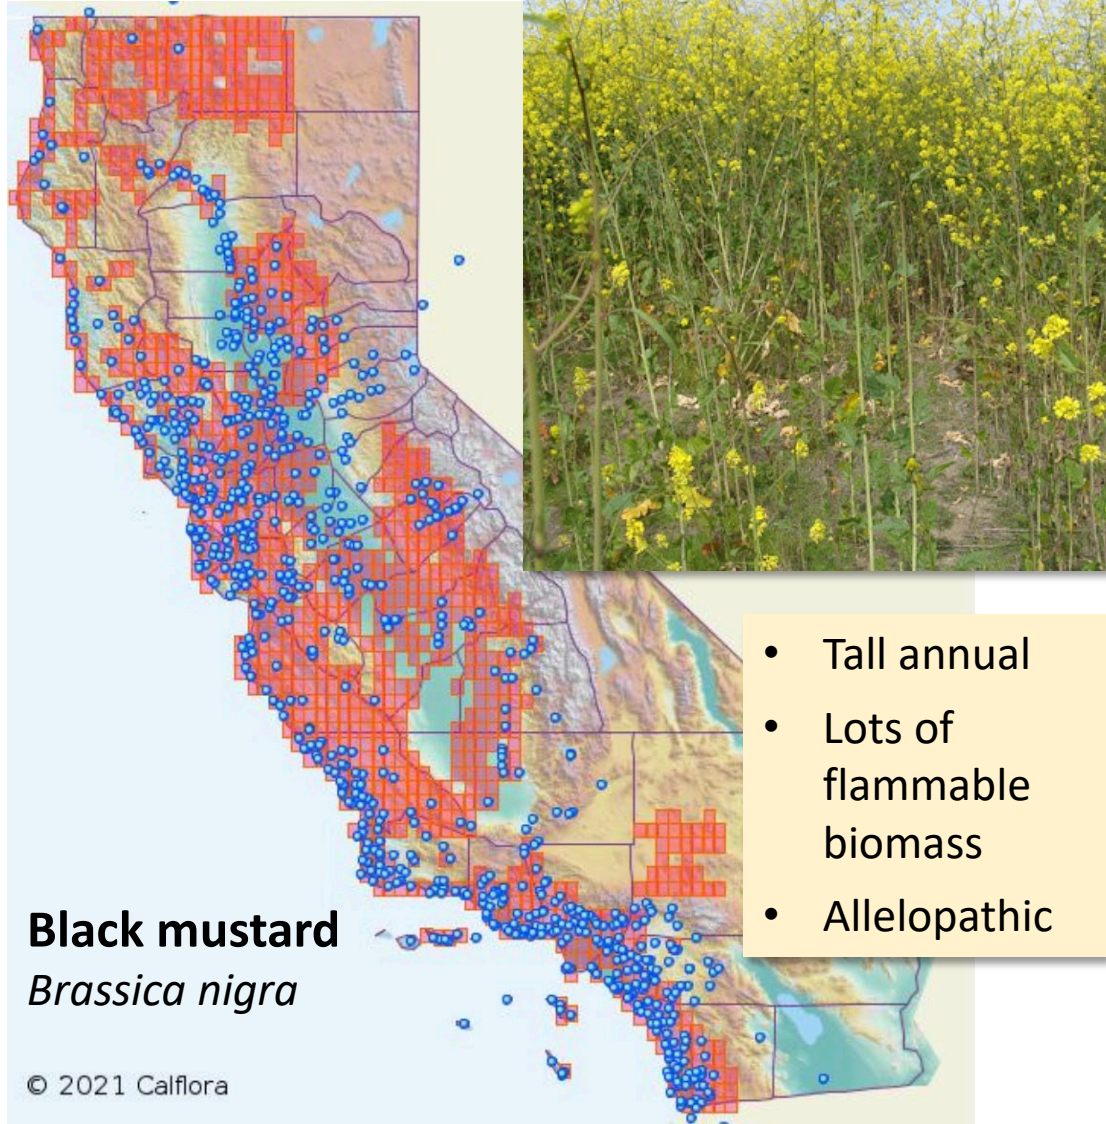 • Tall annual
• Lots of
flammable
biomass
• Allelopathic
Black mustard
Brassica nigra
© 2021 Calflora